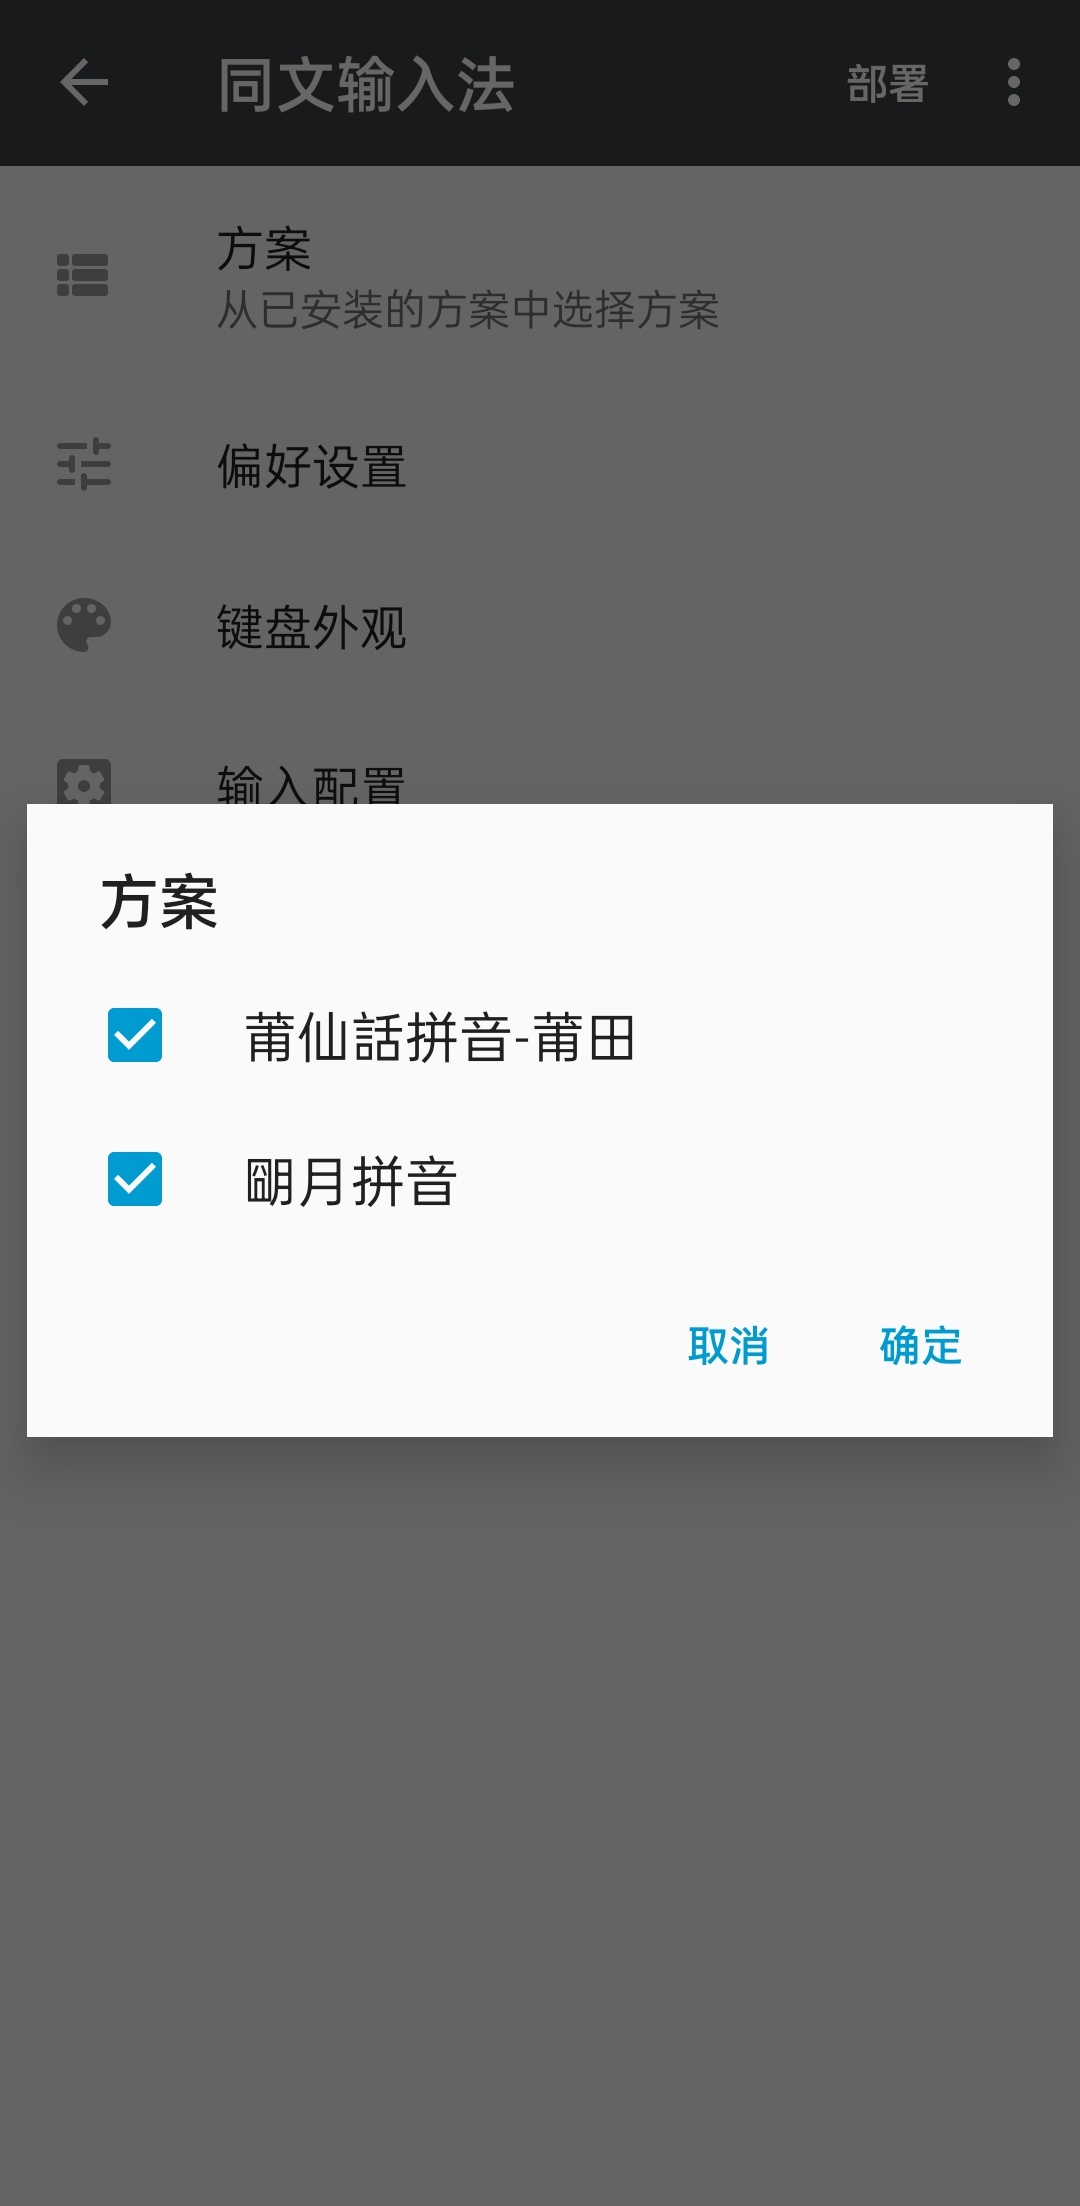 同文输入法
部署
方案
从已安装的方案中选择方案
偏好设置
键盘外观
输入配置
方案
莆仙話拼音-莆田
朙月拼音
取消
确定